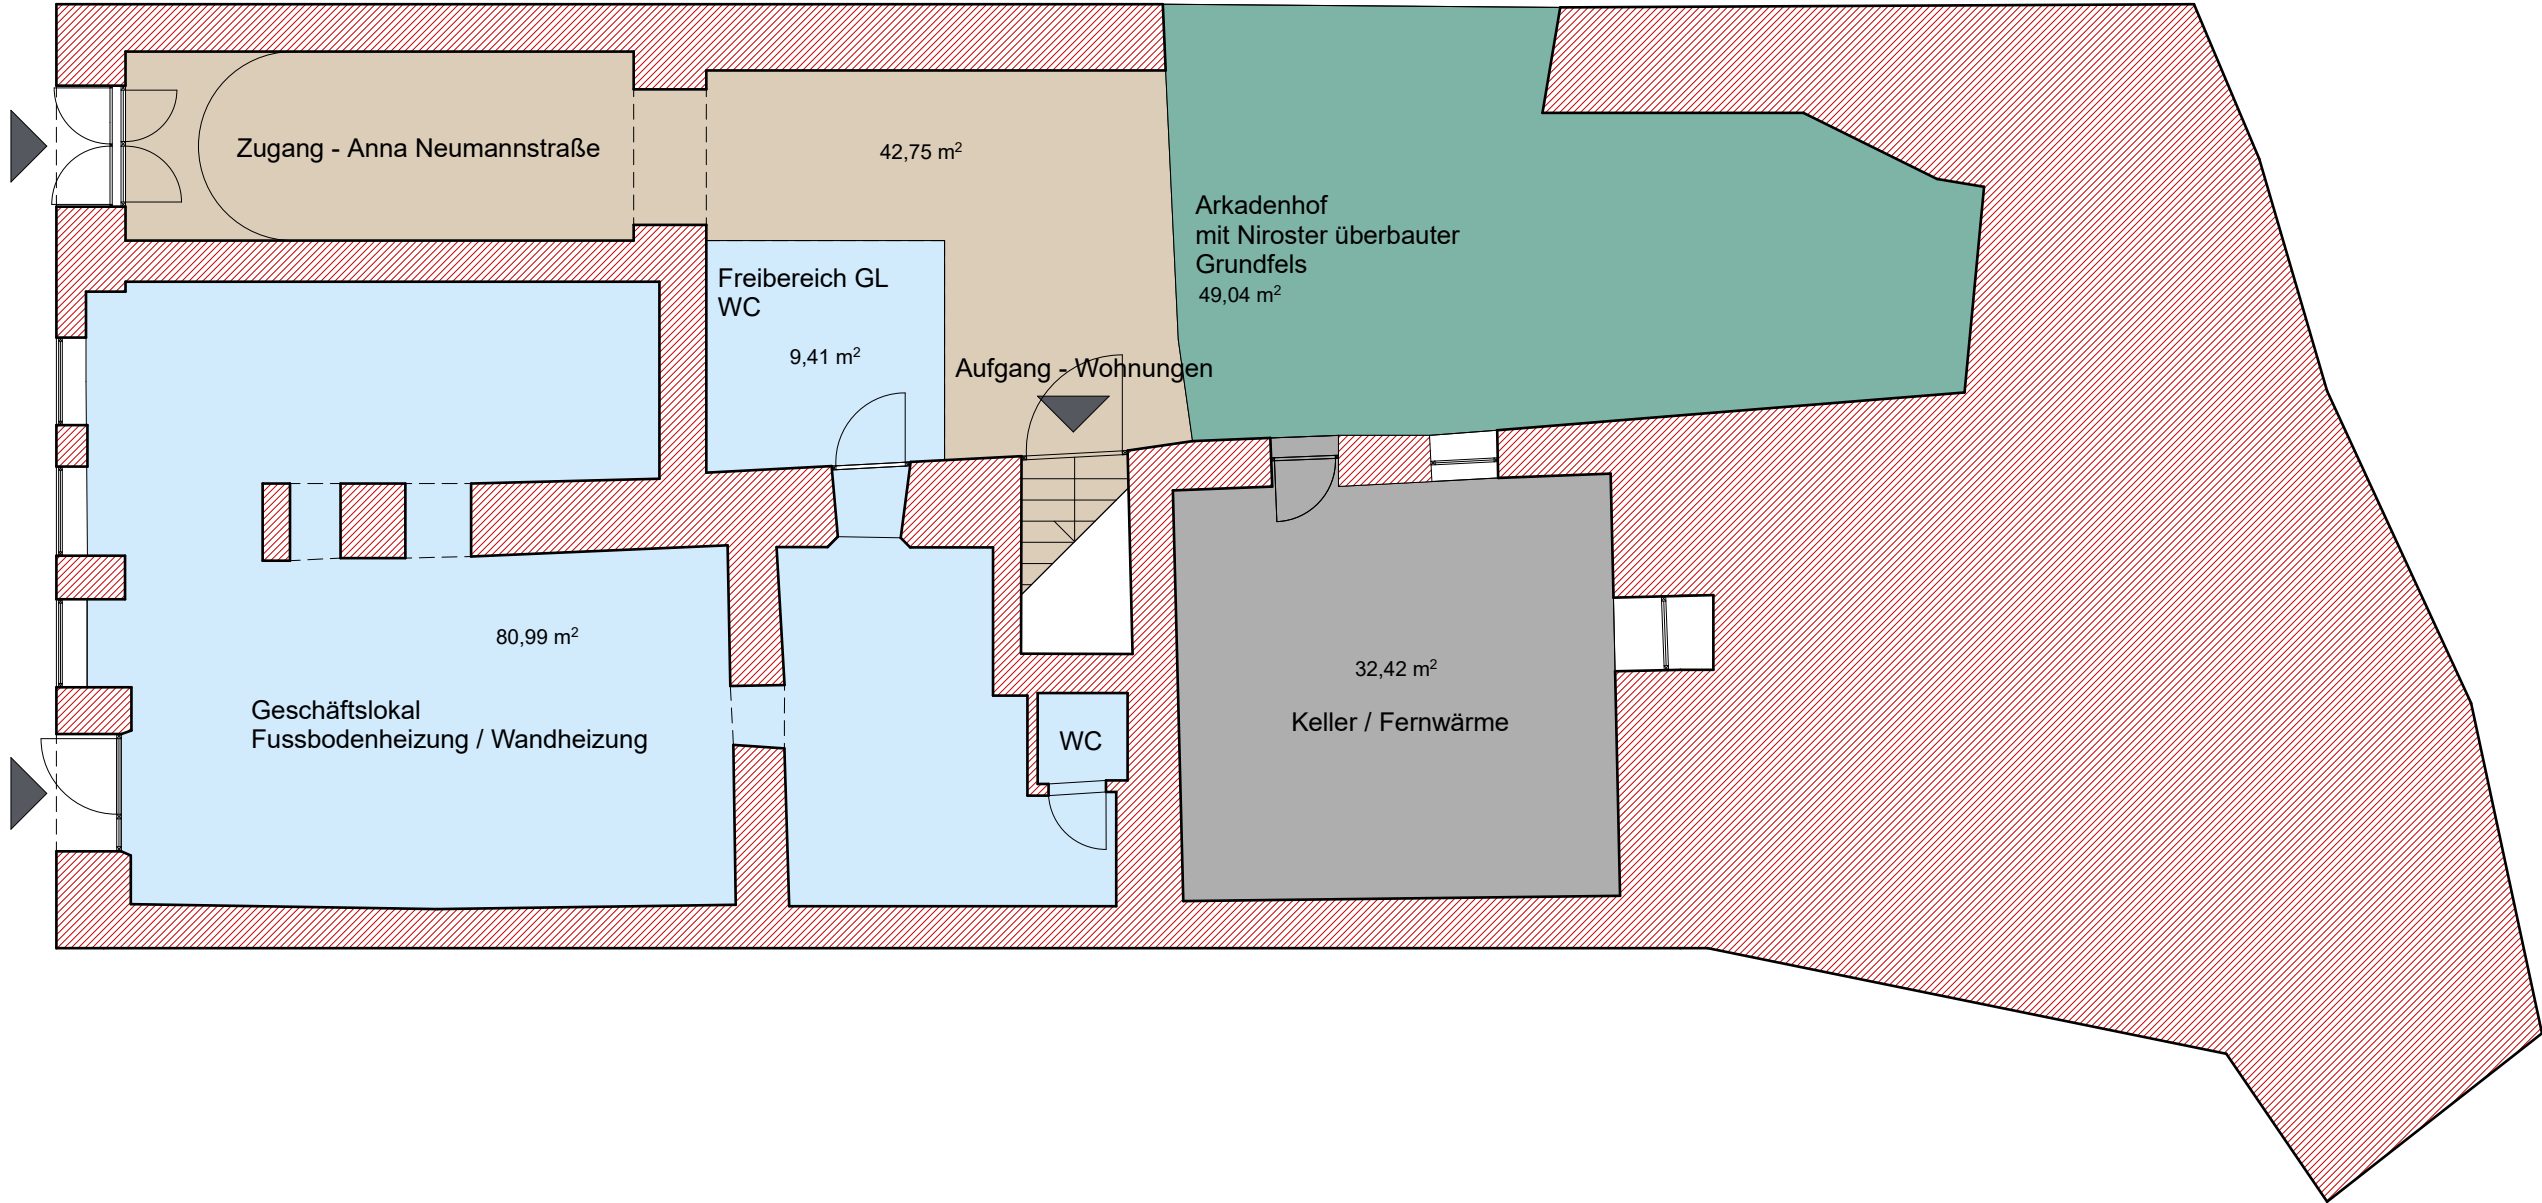 Zugang - Anna Neumannstraße
42,75 m²
Arkadenhof
mit Niroster überbauter
Grundfels
49,04 m²
Freibereich GL
WC
9,41 m²
Aufgang - Wohnungen
80,99 m²
Geschäftslokal
Fussbodenheizung / Wandheizung
WC
32,42 m²
Keller / Fernwärme